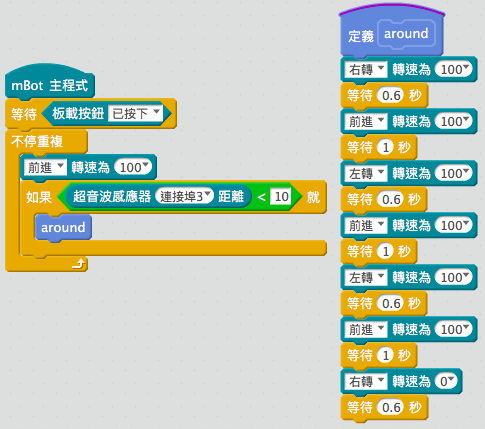 mBot 主程式
等待 板載按鈕 已按下
不停重複
前進 轉速為 100
如果 超音波感應器 連接埠3 距離 < 10 就
around
定義 around
右轉 轉速為 100
等待 0.6 秒
前進 轉速為 100
等待 1 秒
左轉 轉速為 100
等待 0.6 秒
前進 轉速為 100
等待 1 秒
左轉 轉速為 100
等待 0.6 秒
前進 轉速為 100
等待 1 秒
右轉 轉速為 0
等待 0.6 秒